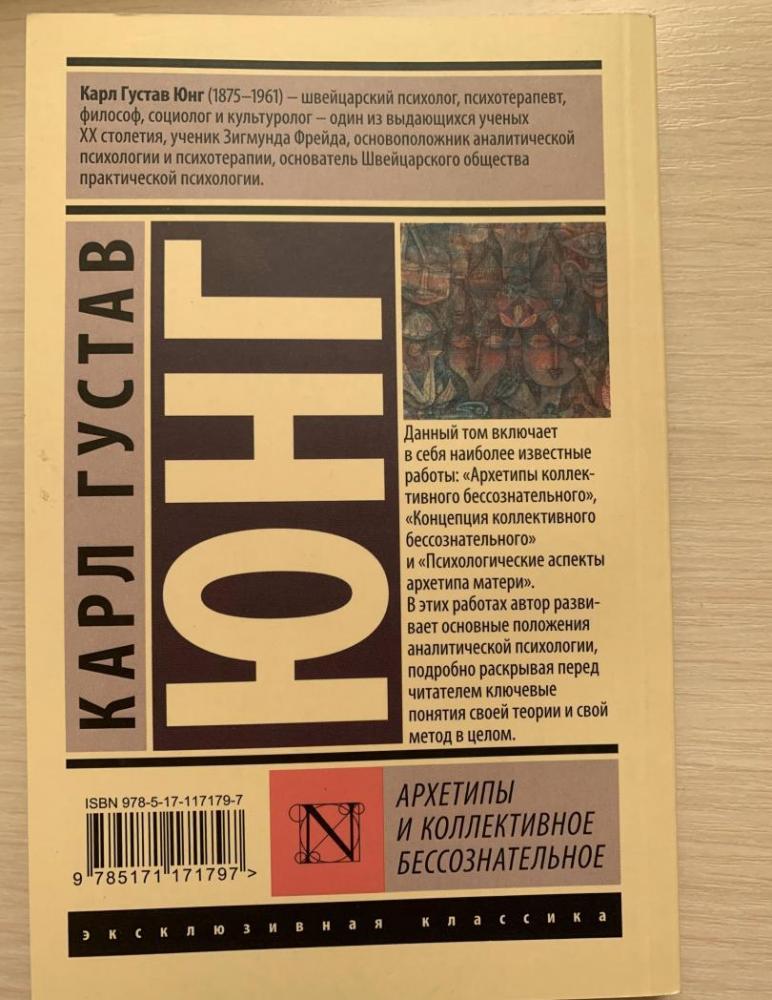 Карл Густав Юнг (1875–1961) – швейцарский психолог, психотерапевт,
философ, социолог и культуролог – один из выдающихся ученых
XX столетия, ученик Зигмунда Фрейда, основоположник аналитической
психологии и психотерапии, основатель Швейцарского общества
практической психологии.
КАРЛ ГУСТАВ
ЮНГ
Данный том включает
в себя наиболее известные
работы: «Архетипы коллек-
тивного бессознательного»,
«Концепция коллективного
бессознательного»
и «Психологические аспекты
архетипа матери».
В этих работах автор разви-
вает основные положения
аналитической психологии,
подробно раскрывая перед
читателем ключевые
понятия своей теории и свой
метод в целом.
ISBN 978-5-17-117179-7
9 785171 171797 >
N
АРХЕТИПЫ
И КОЛЛЕКТИВНОЕ
БЕССОЗНАТЕЛЬНОЕ
эксклюзивная классика